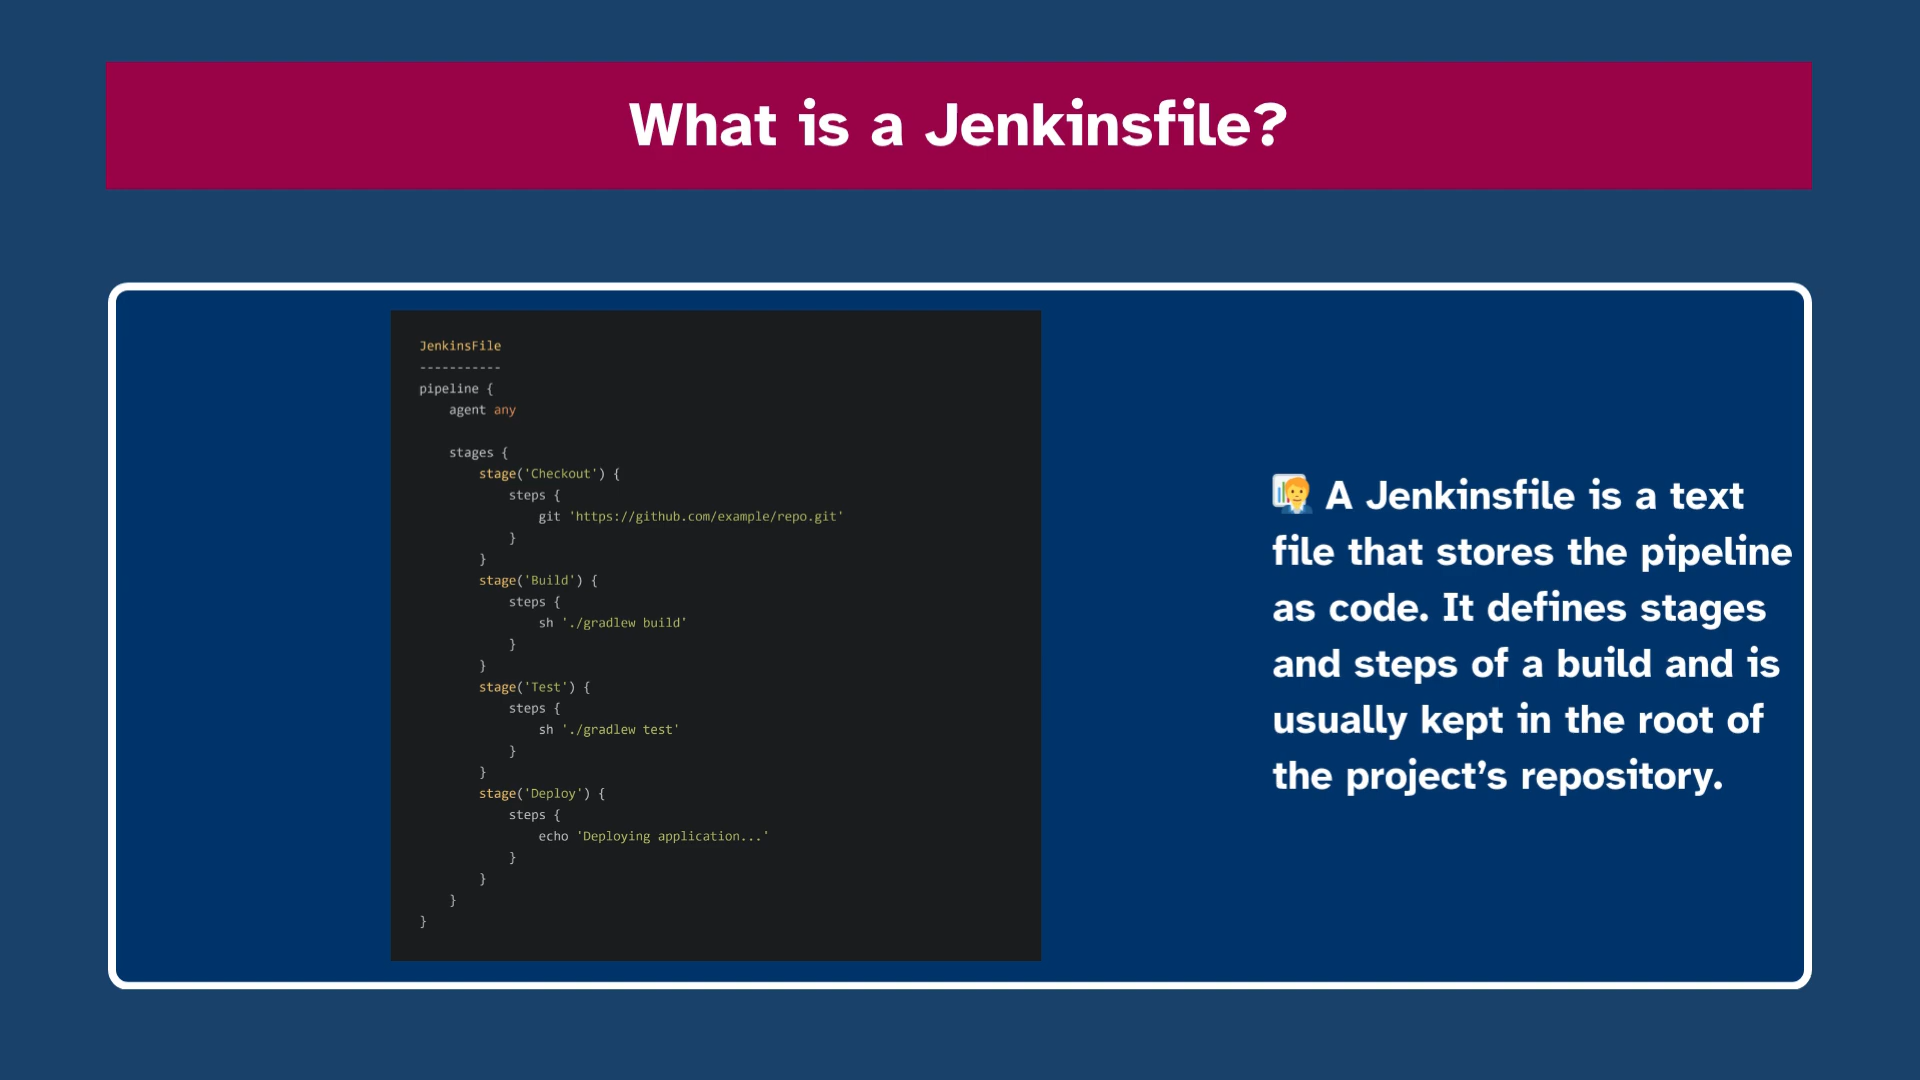 What is a Jenkinsfile?
JenkinsFile
-----------
pipeline {
    agent any

    stages {
        stage('Checkout') {
            steps {
                git 'https://github.com/example/repo.git'
            }
        }
        stage('Build') {
            steps {
                sh './gradlew build'
            }
        }
        stage('Test') {
            steps {
                sh './gradlew test'
            }
        }
        stage('Deploy') {
            steps {
                echo 'Deploying application...'
            }
        }
    }
}
A Jenkinsfile is a text
file that stores the pipeline
as code. It defines stages
and steps of a build and is
usually kept in the root of
the project’s repository.